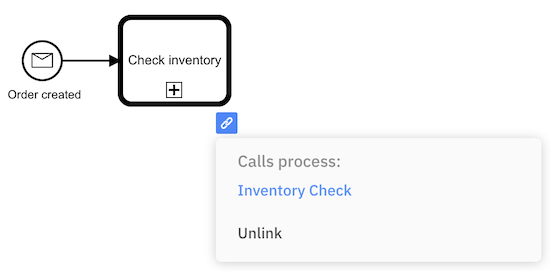 Check inventory
Order created
Calls process:
Inventory Check
Unlink